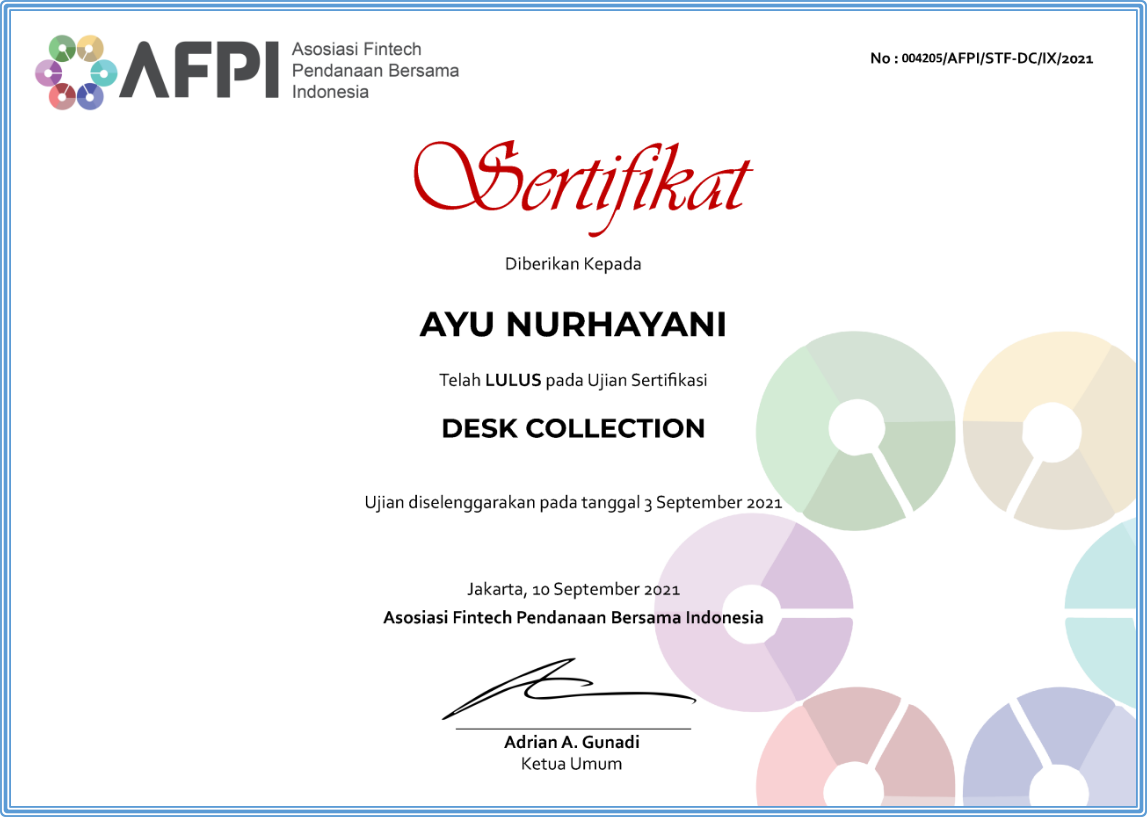 AFPI
Asosiasi Fintech
Pendanaan Bersama
Indonesia
No : 004205/AFPI/STF-DC/IX/2021
Sertifikat
Diberikan Kepada
AYU NURHAYANI
Telah LULUS pada Ujian Sertifikasi
DESK COLLECTION
Ujian diselenggarakan pada tanggal 3 September 2021
Jakarta, 10 September 2021
Asosiasi Fintech Pendanaan Bersama Indonesia
Adrian A. Gunadi
Ketua Umum